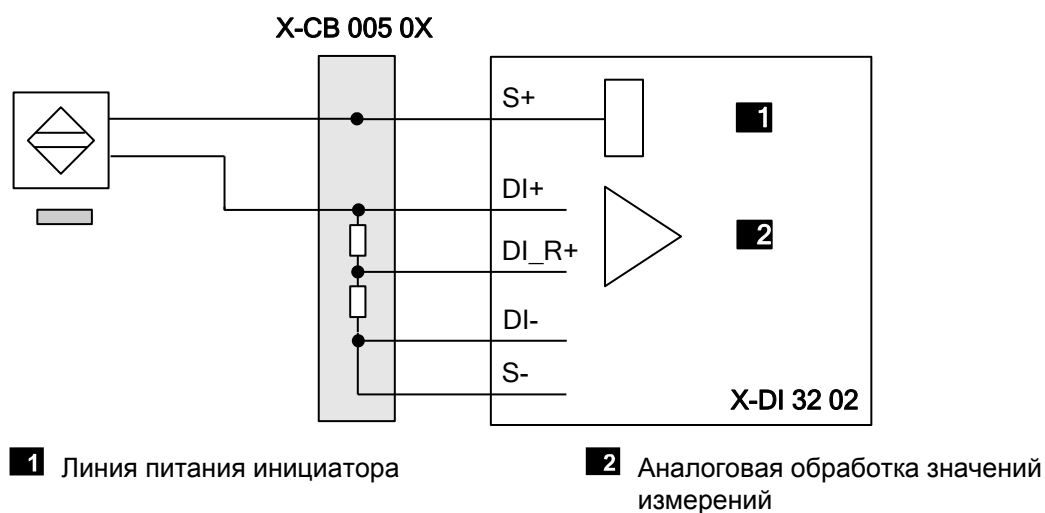 X-CB 005 0X
S+
1
DI+
2
DI_R+
DI-
S-
X-DI 32 02
1 Линия питания инициатора
2 Аналоговая обработка значений
измерений